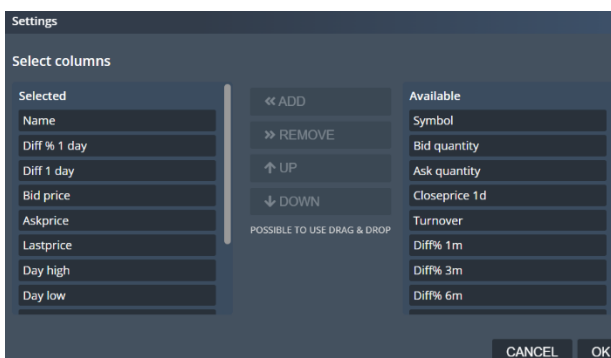 Settings
Select columns
Selected
Name
Diff % 1 day
Diff 1 day
Bid price
Askprice
Lastprice
Day high
Day low
« ADD
» REMOVE
↑ UP
↓ DOWN
POSSIBLE TO USE DRAG & DROP
Available
Symbol
Bid quantity
Ask quantity
Closeprice 1d
Turnover
Diff% 1m
Diff% 3m
Diff% 6m
CANCEL OK